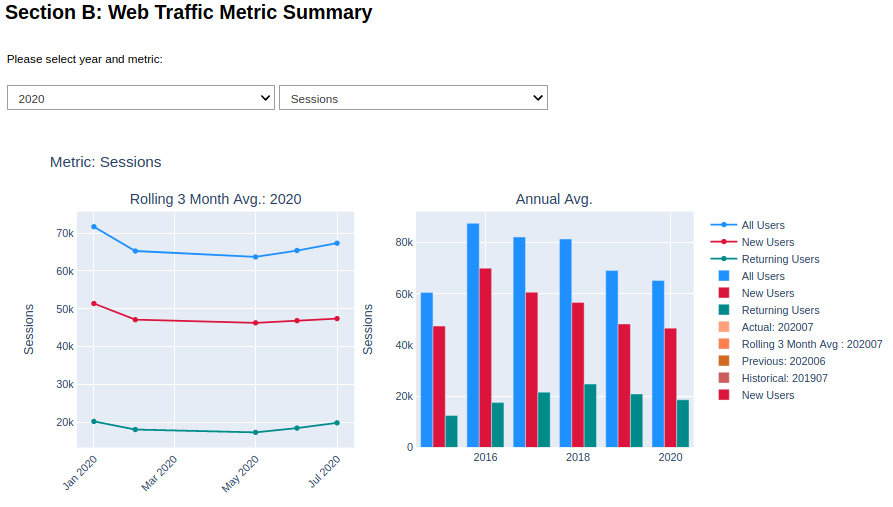 Section B: Web Traffic Metric Summary
Please select year and metric:
2020
Sessions
Metric: Sessions
Rolling 3 Month Avg.: 2020
Annual Avg.
70k
60k
50k
40k
30k
20k
Sessions
Jan 2020
Mar 2020
May 2020
Jul 2020
80k
60k
40k
20k
0
Sessions
2016
2018
2020
All Users
New Users
Returning Users
All Users
New Users
Returning Users
Actual: 202007
Rolling 3 Month Avg : 202007
Previous: 202006
Historical: 201907
New Users